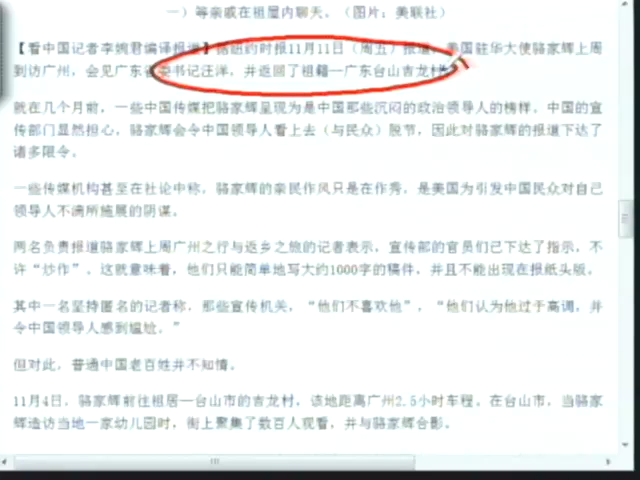 一）等亲戚在祖屋内聊天。（图片：美联社）
【看中国记者李婉君编译报道】据纽约时报11月11日（周五）报道，美国驻华大使骆家辉上周
到访广州，会见广东省委书记汪洋，并返回了祖籍—广东台山吉龙村。
就在几个月前，一些中国传媒把骆家辉呈现为是中国那些沉闷的政治领导人的榜样，中国的宣
传部门显然担心，骆家辉会令中国领导人看上去（与民众）脱节，因此对骆家辉的报道下达了
诸多限令。
一些传媒机构甚至在社论中称，骆家辉的亲民作风只是在作秀，是美国为引发中国民众对自己
领导人不满所施展的阴谋。
两名负责报道骆家辉上周广州之行与返乡之旅的记者表示，宣传部的官员们已下达了指示，不
许“炒作”。这就意味着，他们只能简单地写大约1000字的稿件，并且不能出现在报纸头版。
其中一名坚持匿名的记者称，那些宣传机关，“他们不喜欢他”，“他们认为他过于高调，并
令中国领导人感到尴尬。”
但对此，普通中国老百姓并不知情。
11月4日，骆家辉前往祖居—台山市的吉龙村，该地距离广州2.5小时车程。在台山市，当骆家
辉造访当地一家幼儿园时，街上聚集了数百人观看，并与骆家辉合影。